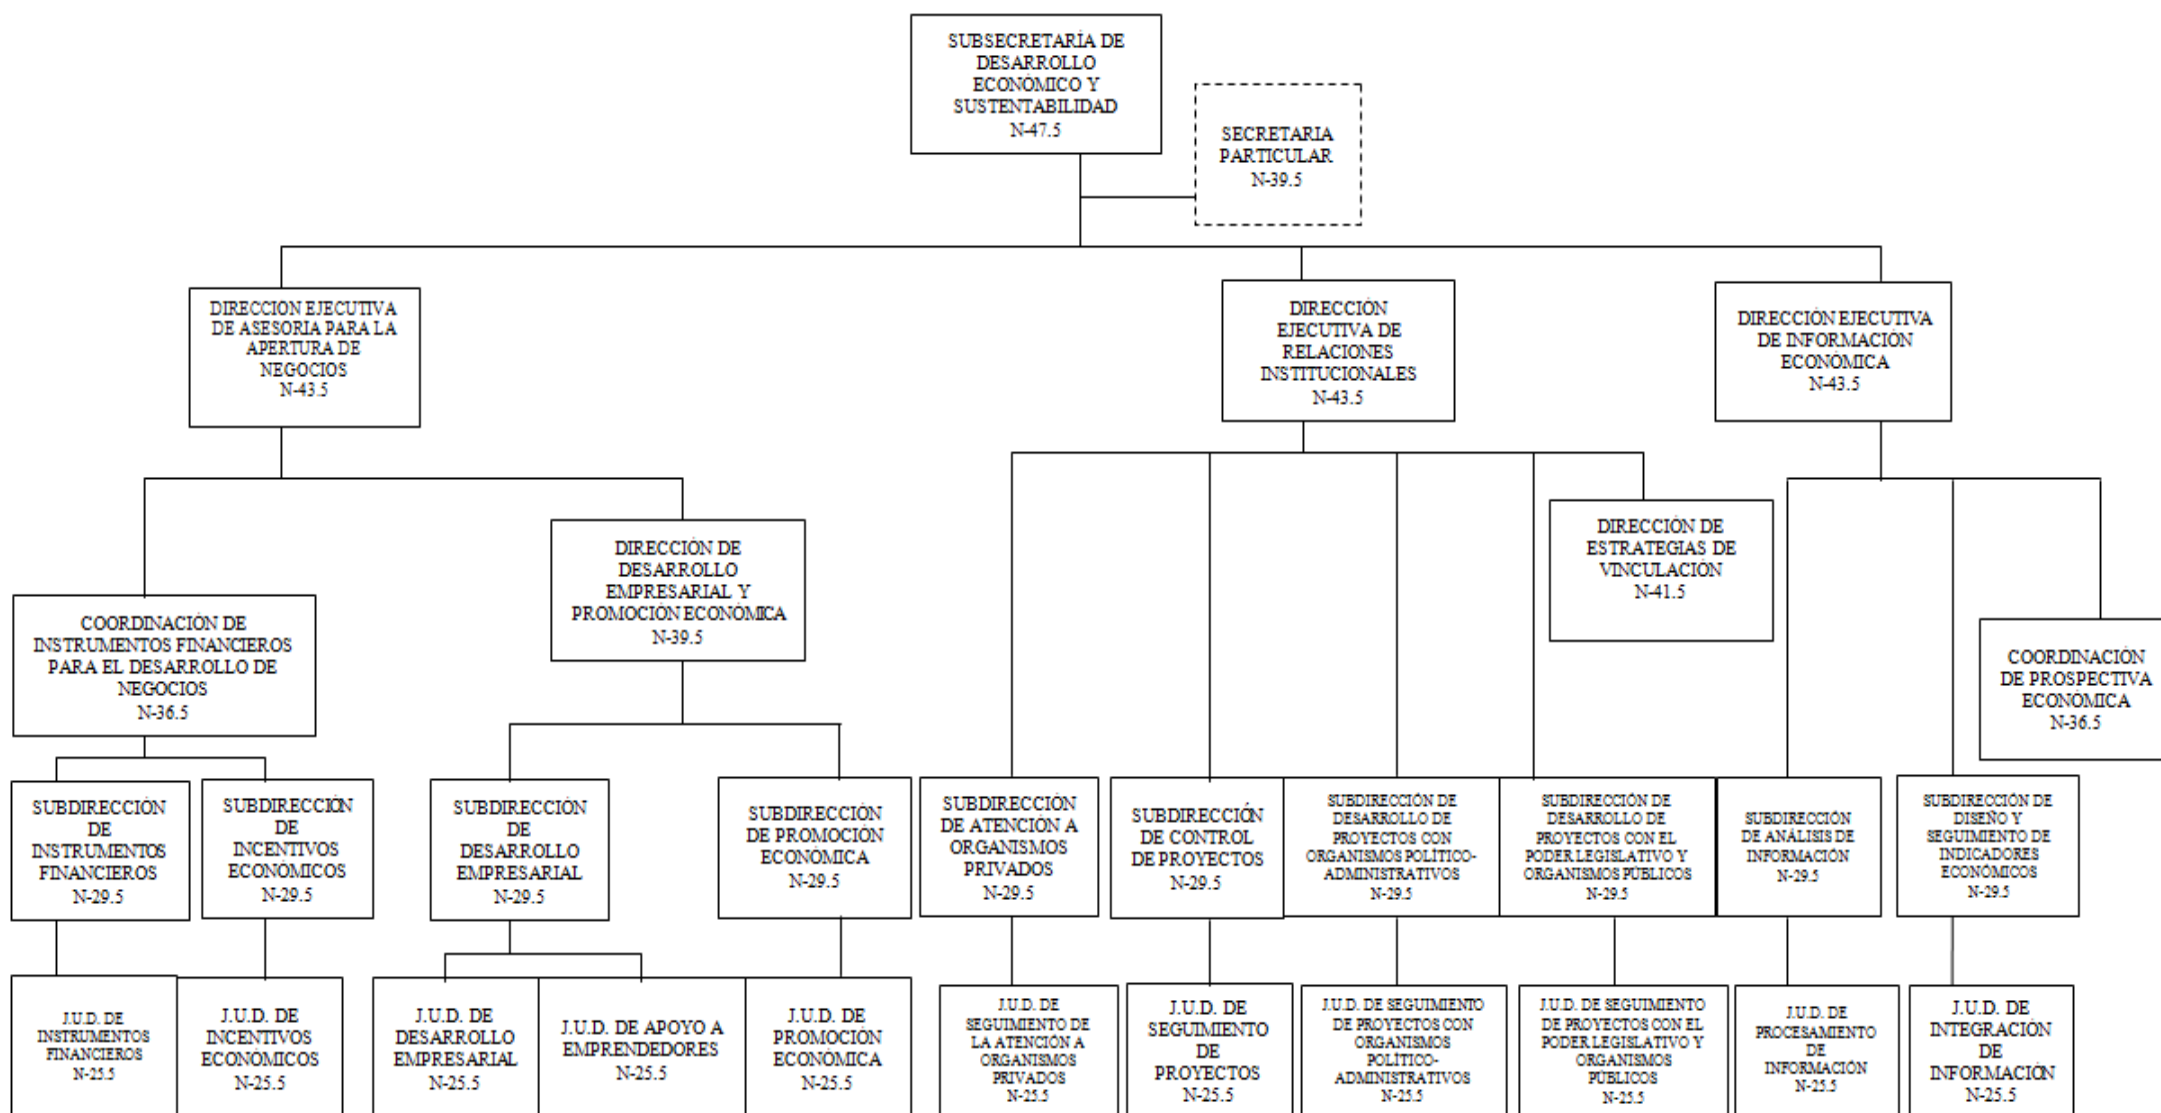 SUBSECRETARÍA DE
DESARROLLO
ECONÓMICO Y
SUSTENTABILIDAD
N-47.5
SECRETARIA
PARTICULAR
N-39.5
DIRECCION EJECUTIVA
DE ASESORIA PARA LA
APERTURA DE
NEGOCIOS
N-43.5
DIRECCIÓN
EJECUTIVA DE
RELACIONES
INSTITUCIONALES
N-43.5
DIRECCIÓN EJECUTIVA
DE INFORMACIÓN
ECONÓMICA
N-43.5
COORDINACIÓN DE
INSTRUMENTOS FINANCIEROS
PARA EL DESARROLLO DE
NEGOCIOS
N-36.5
DIRECCIÓN DE
DESARROLLO
EMPRESARIAL Y
PROMOCIÓN ECONÓMICA
N-39.5
DIRECCIÓN DE
ESTRATEGIAS DE
VINCULACIÓN
N-41.5
COORDINACIÓN
DE PROSPECTIVA
ECONÓMICA
N-36.5
SUBDIRECCIÓN
DE
INSTRUMENTOS
FINANCIEROS
N-29.5
SUBDIRECCIÓN
DE
INCENTIVOS
ECONÓMICOS
N-29.5
SUBDIRECCIÓN
DE
DESARROLLO
EMPRESARIAL
N-29.5
SUBDIRECCIÓN
DE PROMOCIÓN
ECONÓMICA
N-29.5
SUBDIRECCIÓN
DE ATENCIÓN A
ORGANISMOS
PRIVADOS
N-29.5
SUBDIRECCIÓN
DE CONTROL
DE PROYECTOS
N-29.5
SUBDIRECCIÓN DE
DESARROLLO DE
PROYECTOS CON
ORGANISMOS POLÍTICO-
ADMINISTRATIVOS
N-29.5
SUBDIRECCIÓN DE
DESARROLLO DE
PROYECTOS CON EL
PODER LEGISLATIVO Y
ORGANISMOS PÚBLICOS
N-29.5
SUBDIRECCIÓN
DE ANÁLISIS DE
INFORMACIÓN
N-29.5
SUBDIRECCIÓN DE
DISEÑO Y
SEGUIMIENTO DE
INDICADORES
ECONÓMICOS
N-29.5
J.U.D. DE
INSTRUMENTOS
FINANCIEROS
N-25.5
J.U.D. DE
INCENTIVOS
ECONÓMICOS
N-25.5
J.U.D. DE
DESARROLLO
EMPRESARIAL
N-25.5
J.U.D. DE APOYO A
EMPRENDEDORES
N-25.5
J.U.D. DE
PROMOCIÓN
ECONÓMICA
N-25.5
J.U.D. DE
SEGUIMIENTO DE
LA ATENCIÓN A
ORGANISMOS
PRIVADOS
N-25.5
J.U.D. DE
SEGUIMIENTO
DE
PROYECTOS
N-25.5
J.U.D. DE SEGUIMIENTO
DE PROYECTOS CON
ORGANISMOS
POLÍTICO-
ADMINISTRATIVOS
N-25.5
J.U.D. DE SEGUIMIENTO
DE PROYECTOS CON EL
PODER LEGISLATIVO Y
ORGANISMOS
PÚBLICOS
N-25.5
J.U.D. DE
PROCESAMIENTO
DE
INFORMACIÓN
N-25.5
J.U.D. DE
INTEGRACIÓN
DE
INFORMACIÓN
N-25.5